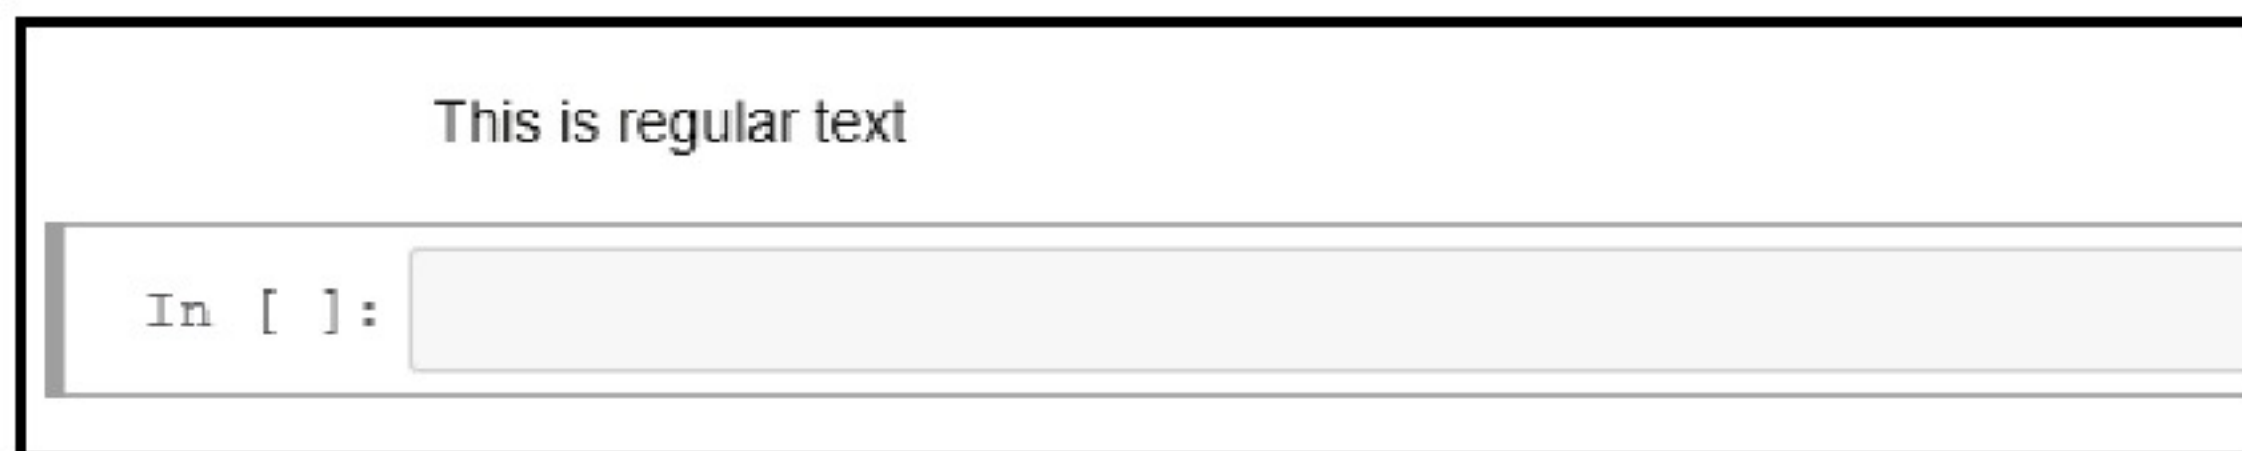 This is regular text
In [ ]: